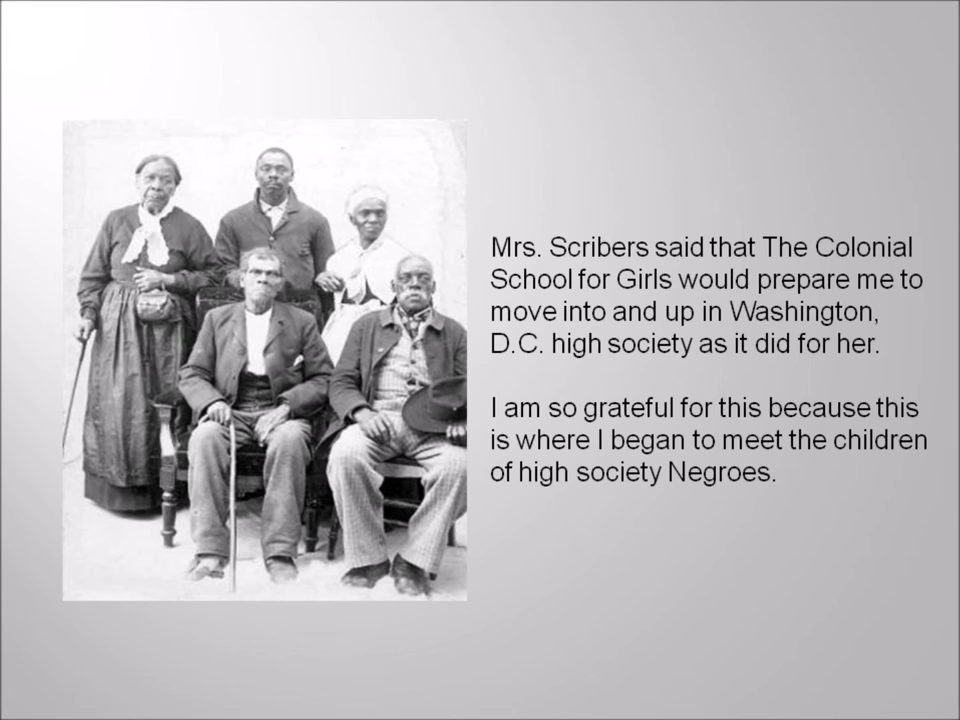 Mrs. Scribers said that The Colonial
School for Girls would prepare me to
move into and up in Washington,
D.C. high society as it did for her.
I am so grateful for this because this
is where I began to meet the children
of high society Negroes.